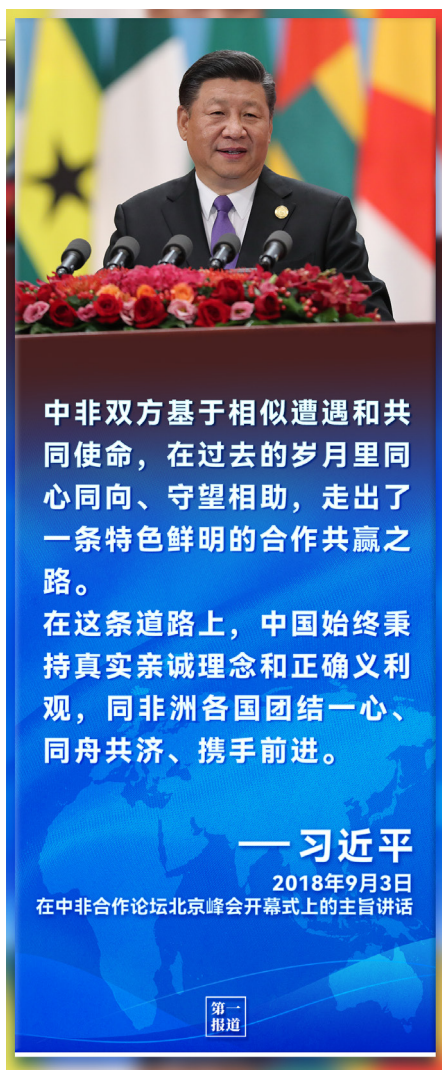 中非双方基于相似遭遇和共
同使命，在过去的岁月里同
心同向、守望相助，走出了
一条特色鲜明的合作共赢之
路。
在这条道路上，中国始终秉
持真实亲诚理念和正确义利
观，同非洲各国团结一心、
同舟共济、携手前进。
——习近平
2018年9月3日
在中非合作论坛北京峰会开幕式上的主旨讲话
第一
报道